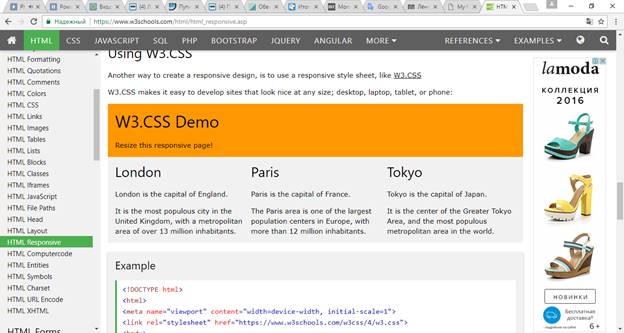 Надежный https://www.w3schools.com/html/html_responsive.asp
HTML CSS JAVASCRIPT SQL PHP BOOTSTRAP JQUERY ANGULAR MORE REFERENCES EXAMPLES
HTML Formatting
HTML Quotations
HTML Comments
HTML Colors
HTML CSS
HTML Links
HTML Images
HTML Tables
HTML Lists
HTML Blocks
HTML Classes
HTML Iframes
HTML JavaScript
HTML File Paths
HTML Head
HTML Layout
HTML Responsive
HTML Computercode
HTML Entities
HTML Symbols
HTML Charset
HTML URL Encode
HTML XHTML
HTML Forms
Using W3.CSS
Another way to create a responsive design, is to use a responsive style sheet, like W3.CSS
W3.CSS makes it easy to develop sites that look nice at any size; desktop, laptop, tablet, or phone:
W3.CSS Demo
Resize this responsive page!
London
London is the capital of England.
It is the most populous city in the
United Kingdom, with a metropolitan
area of over 13 million inhabitants.
Paris
Paris is the capital of France.
The Paris area is one of the largest
population centers in Europe, with
more than 12 million inhabitants.
Tokyo
Tokyo is the capital of Japan.
It is the center of the Greater Tokyo
Area, and the most populous
metropolitan area in the world.
Example
<!DOCTYPE html>
<html>
<meta name="viewport" content="width=device-width, initial-scale=1">
<link rel="stylesheet" href="https://www.w3schools.com/w3css/4/w3.css">
lamoda
КОЛЛЕКЦИЯ
2016
НОВИНКИ
Бесплатная
доставка
6+